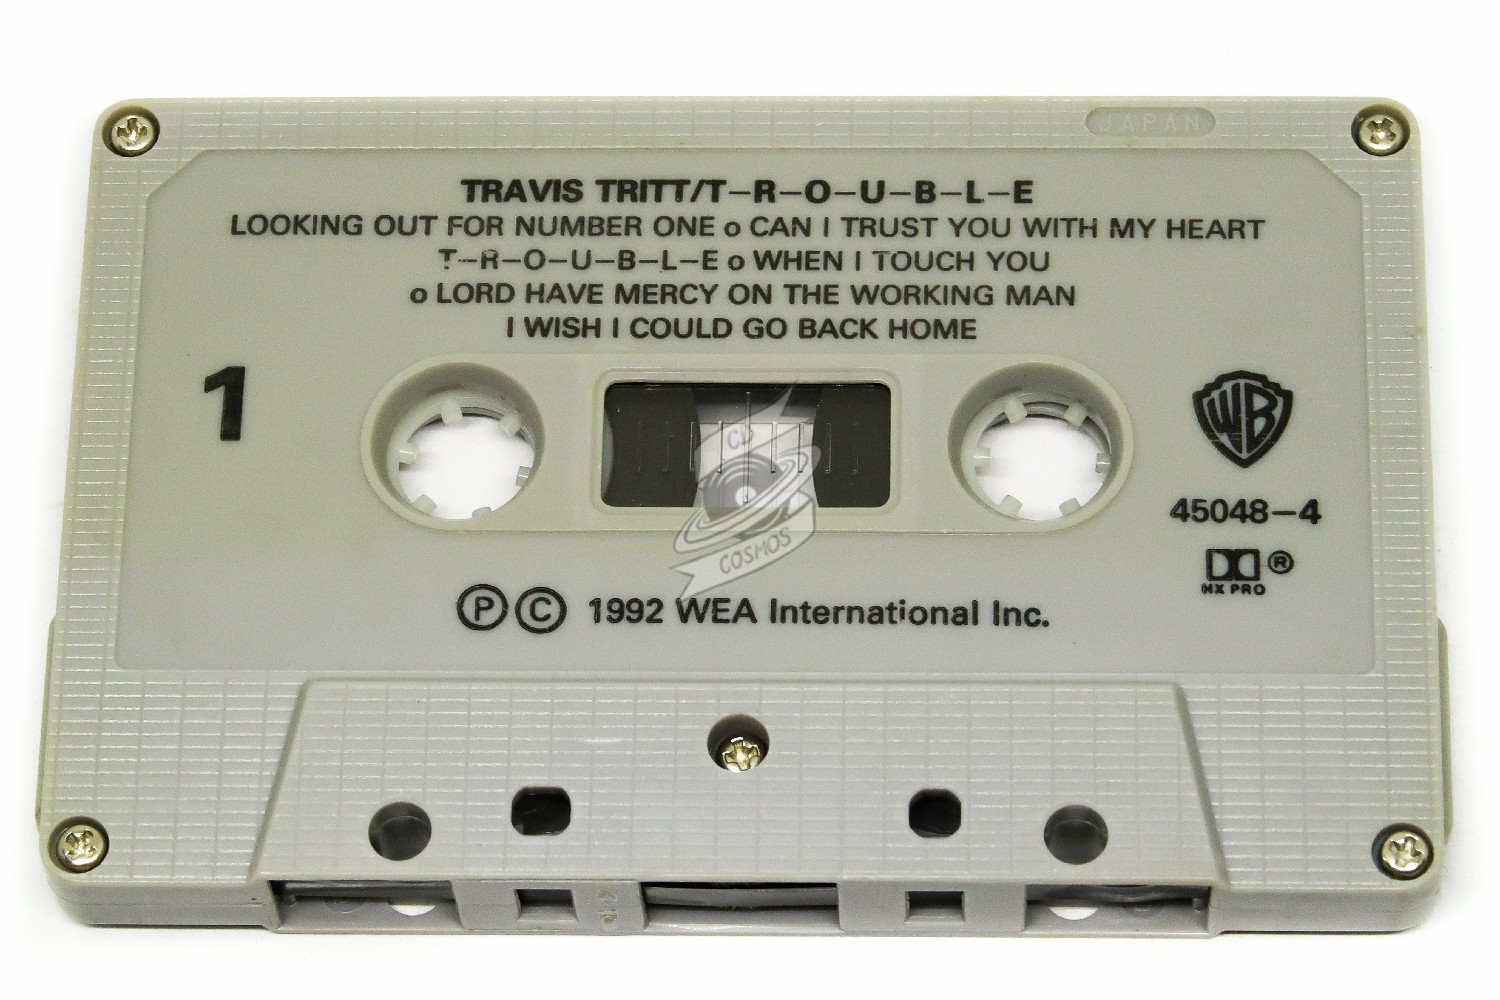 JAPAN
TRAVIS TRITT/T–R–O–U–B–L–E
LOOKING OUT FOR NUMBER ONE o CAN I TRUST YOU WITH MY HEART
T–R–O–U–B–L–E o WHEN I TOUCH YOU
o LORD HAVE MERCY ON THE WORKING MAN
I WISH I COULD GO BACK HOME
1
WB
CD
COSMOS
45048–4
®
HX PRO
Ⓟ © 1992 WEA International Inc.